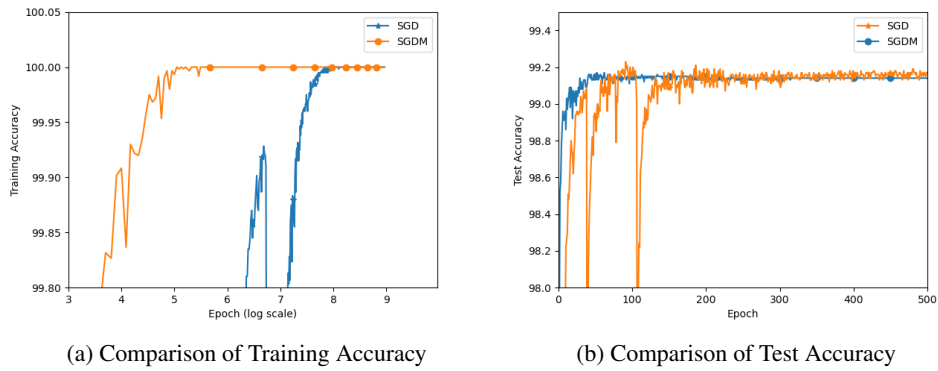 100.05
100.00
99.95
99.90
99.85
99.80
Training Accuracy
3 4 5 6 7 8 9
Epoch (log scale)
SGD
SGDM
(a) Comparison of Training Accuracy
99.4
99.2
99.0
98.8
98.6
98.4
98.2
98.0
Test Accuracy
0 100 200 300 400 500
Epoch
SGD
SGDM
(b) Comparison of Test Accuracy